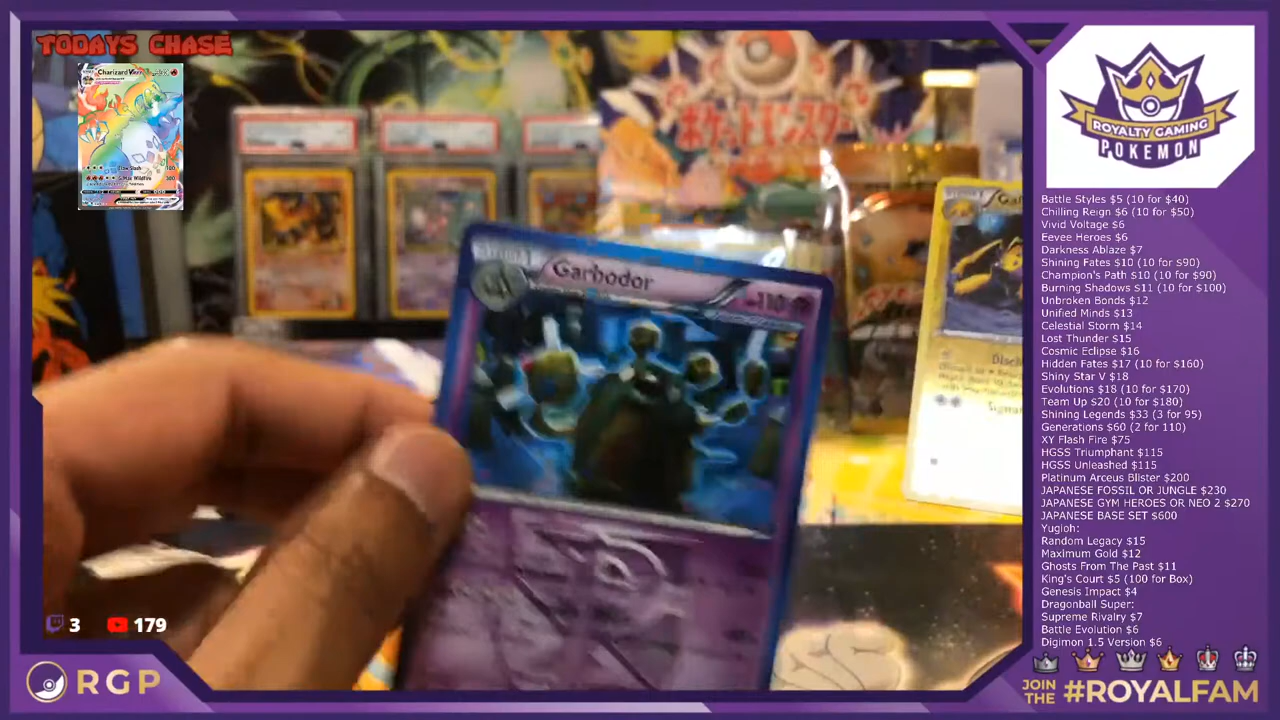 TODAYS CHASE
Charizard
ポケットモンスター
Garbodor
110
ROYALTY GAMING
POKEMON
Battle Styles $5 (10 for $40)
Chilling Reign $6 (10 for $50)
Vivid Voltage $6
Eevee Heroes $6
Darkness Ablaze $7
Shining Fates $10 (10 for $90)
Champion's Path $10 (10 for $90)
Burning Shadows $11 (10 for $100)
Unbroken Bonds $12
Unified Minds $13
Celestial Storm $14
Lost Thunder $15
Cosmic Eclipse $16
Hidden Fates $17 (10 for $160)
Shiny Star V $18
Evolutions $18 (10 for $170)
Team Up $20 (10 for $180)
Shining Legends $33 (3 for 95)
Generations $60 (2 for 110)
XY Flash Fire $75
HGSS Triumphant $115
HGSS Unleashed $115
Platinum Arceus Blister $200
JAPANESE FOSSIL OR JUNGLE $230
JAPANESE GYM HEROES OR NEO 2 $270
JAPANESE BASE SET $600
Yugioh:
Random Legacy $15
Maximum Gold $12
Ghosts From The Past $11
King's Court $5 (100 for Box)
Genesis Impact $4
Dragonball Super:
Supreme Rivalry $7
Battle Evolution $6
Digimon 1.5 Version $6
3
179
RGP
JOIN
THE
#ROYALFAM